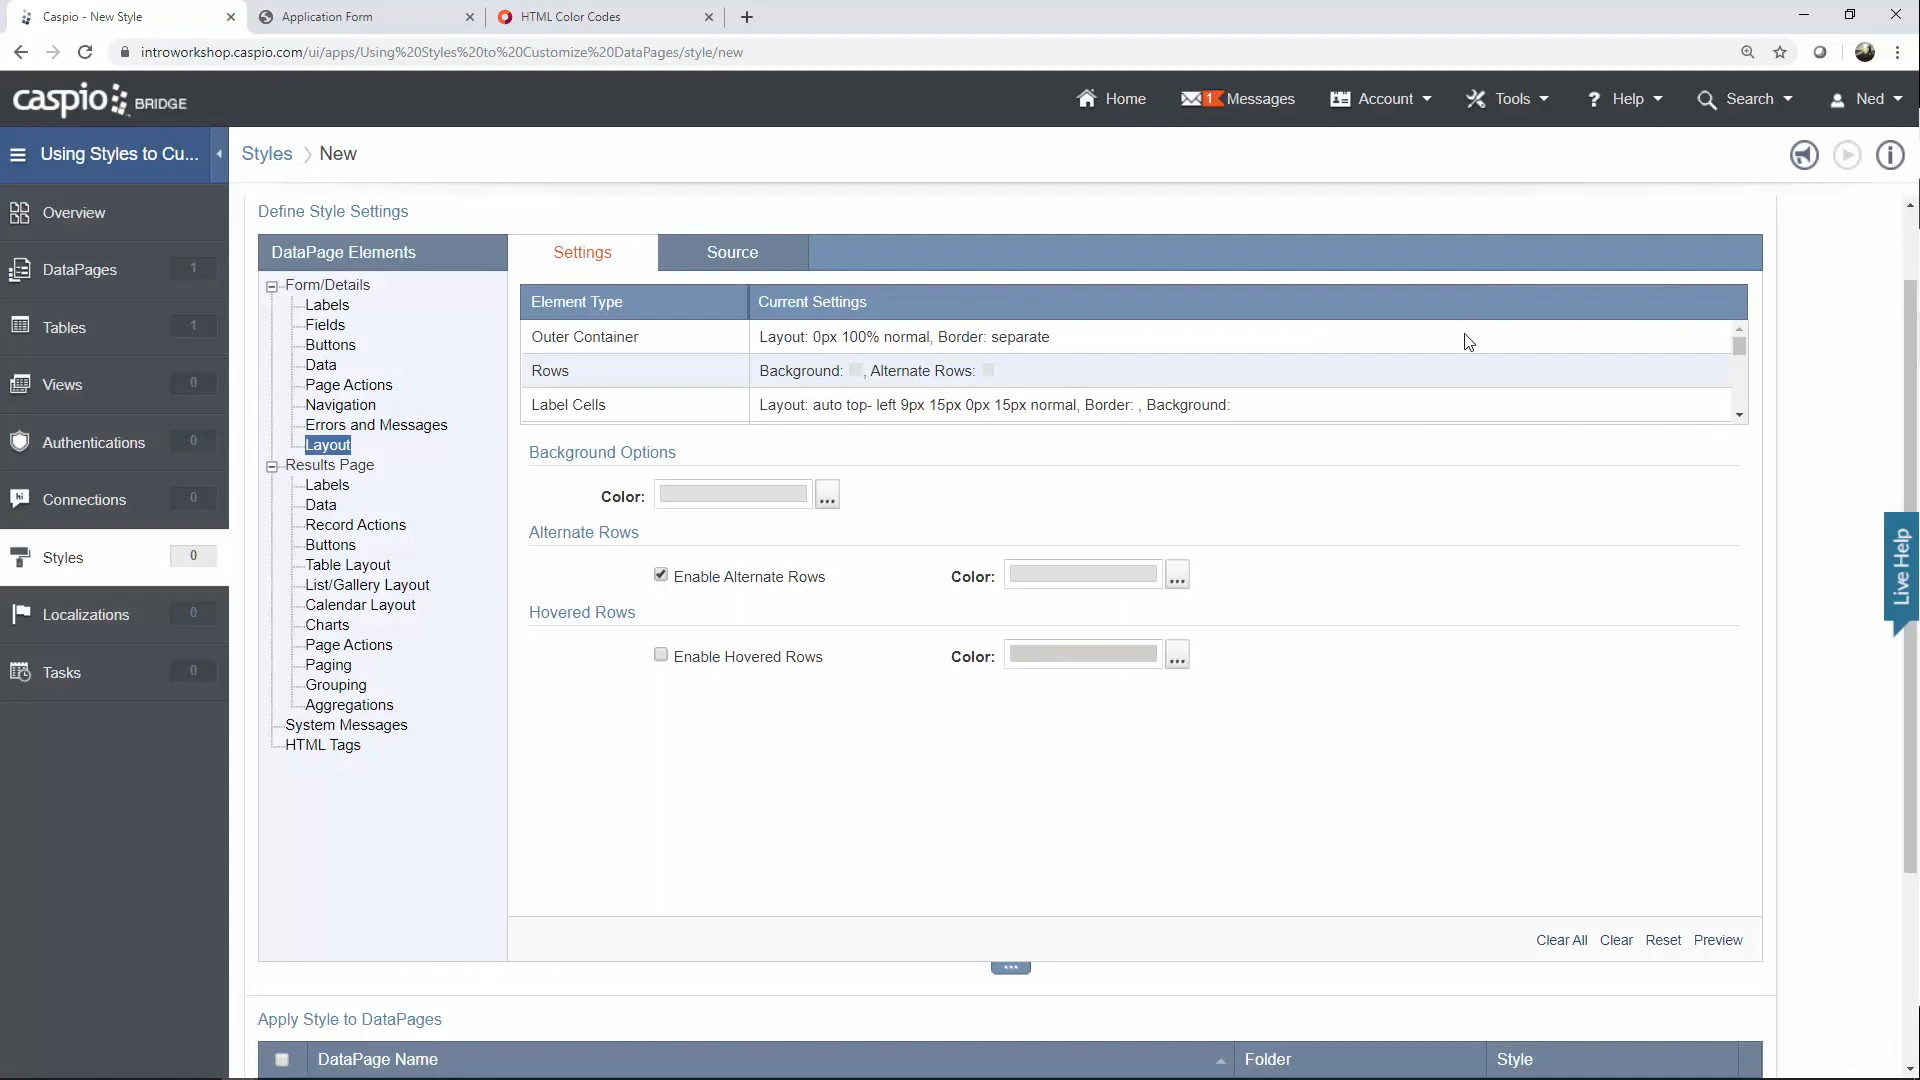 Caspio - New Style
Application Form
HTML Color Codes
introworkshop.caspio.com/ui/apps/Using%20Styles%20to%20Customize%20DataPages/style/new
caspio BRIDGE
Home
1
Messages
Account
Tools
? Help
Search
Ned
Using Styles to Cu...
Styles
New
Overview
DataPages 1
Tables 1
Views 0
Authentications 0
Connections 0
Styles 0
Localizations 0
Tasks 0
Define Style Settings
DataPage Elements
Form/Details
Labels
Fields
Buttons
Data
Page Actions
Navigation
Errors and Messages
Layout
Results Page
Labels
Data
Record Actions
Buttons
Table Layout
List/Gallery Layout
Calendar Layout
Charts
Page Actions
Paging
Grouping
Aggregations
System Messages
HTML Tags
Settings
Source
Element Type
Current Settings
Outer Container
Layout: 0px 100% normal, Border: separate
Rows
Background: , Alternate Rows:
Label Cells
Layout: auto top- left 9px 15px 0px 15px normal, Border: , Background:
Background Options
Color:
...
Alternate Rows
Enable Alternate Rows
Color:
...
Hovered Rows
Enable Hovered Rows
Color:
...
Clear All
Clear
Reset
Preview
...
Live Help
Apply Style to DataPages
DataPage Name
Folder
Style